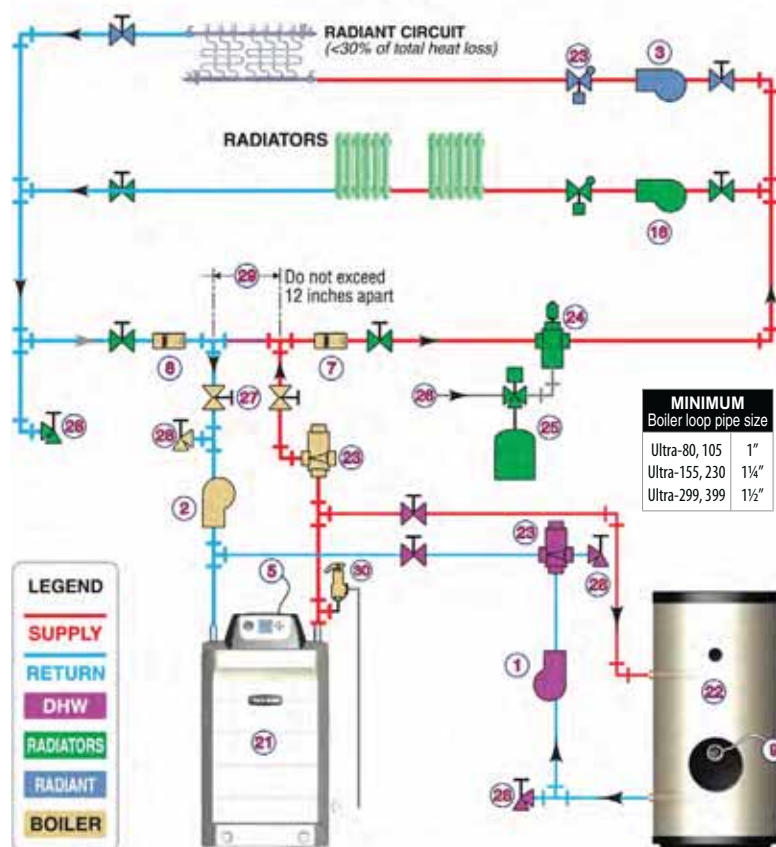 RADIANT CIRCUIT
(<30% of total heat loss)
23
3
RADIATORS
16
29
Do not exceed
12 inches apart
24
8
7
26
27
28
28
25
23
2
MINIMUM
Boiler loop pipe size
Ultra-80, 105 1"
Ultra-155, 230 1¼"
Ultra-299, 399 1½"
23
28
5
30
LEGEND
SUPPLY
RETURN
DHW
RADIATORS
RADIANT
BOILER
1
22
21
9
28